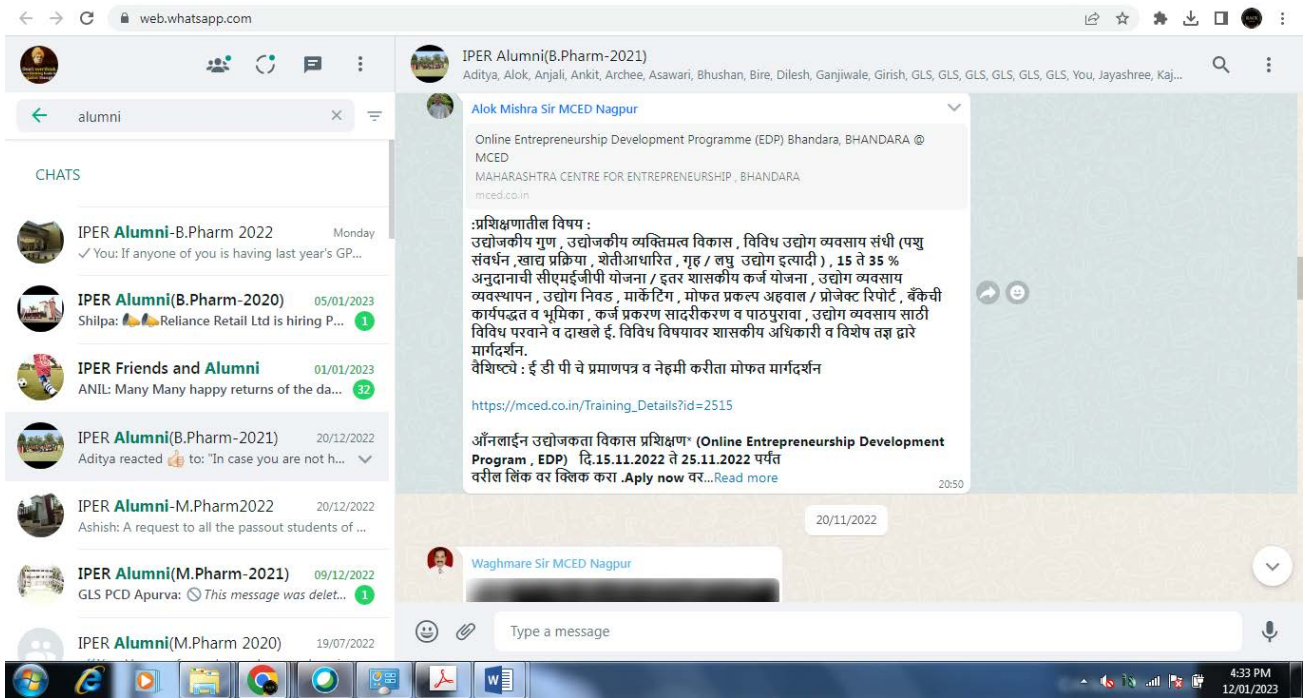 web.whatsapp.com
alumni
CHATS
IPER Alumni-B.Pharm 2022
Monday
You: If anyone of you is having last year's GP...
IPER Alumni(B.Pharm-2020)
05/01/2023
Shilpa: Reliance Retail Ltd is hiring P...
1
IPER Friends and Alumni
01/01/2023
ANIL: Many Many happy returns of the da...
32
IPER Alumni(B.Pharm-2021)
20/12/2022
Aditya reacted 👍 to: "In case you are not h...
IPER Alumni-M.Pharm2022
20/12/2022
Ashish: A request to all the passout students of ...
IPER Alumni(M.Pharm-2021)
09/12/2022
GLS PCD Apurva: This message was delet...
1
IPER Alumni(M.Pharm 2020)
19/07/2022
IPER Alumni(B.Pharm-2021)
Aditya, Alok, Anjali, Ankit, Archee, Asawari, Bhushan, Bire, Dilesh, Ganjiwale, Girish, GLS, GLS, GLS, GLS, GLS, GLS, You, Jayashree, Kaj...
Alok Mishra Sir MCED Nagpur
Online Entrepreneurship Development Programme (EDP) Bhandara, BHANDARA @
MCED
MAHARASHTRA CENTRE FOR ENTREPRENEURSHIP , BHANDARA
mced.co.in
:प्रशिक्षणातील विषय :
उद्योजकीय गुण , उद्योजकीय व्यक्तिमत्व विकास , विविध उद्योग व्यवसाय संधी (पशु
संवर्धन ,खाद्य प्रक्रिया , शेतीआधारित , गृह / लघु उद्योग इत्यादी ) , 15 ते 35 %
अनुदानाची सीएमईजीपी योजना / इतर शासकीय कर्ज योजना , उद्योग व्यवसाय
व्यवस्थापन , उद्योग निवड , मार्केटिंग , मोफत प्रकल्प अहवाल / प्रोजेक्ट रिपोर्ट , बँकेची
कार्यपद्धत व भूमिका , कर्ज प्रकरण सादरीकरण व पाठपुरावा , उद्योग व्यवसाय साठी
विविध परवाने व दाखले ई. विविध विषयावर शासकीय अधिकारी व विशेष तज्ञ द्वारे
मार्गदर्शन.
वैशिष्ट्ये : ई डी पी चे प्रमाणपत्र व नेहमी करीता मोफत मार्गदर्शन
https://mced.co.in/Training_Details?id=2515
ऑंनलाईन उद्योजकता विकास प्रशिक्षण* (Online Entrepreneurship Development
Program , EDP) दि.15.11.2022 ते 25.11.2022 पर्यंत
वरील लिंक वर क्लिक करा .Aply now वर...Read more
20:50
20/11/2022
Waghmare Sir MCED Nagpur
Type a message
4:33 PM
12/01/2023